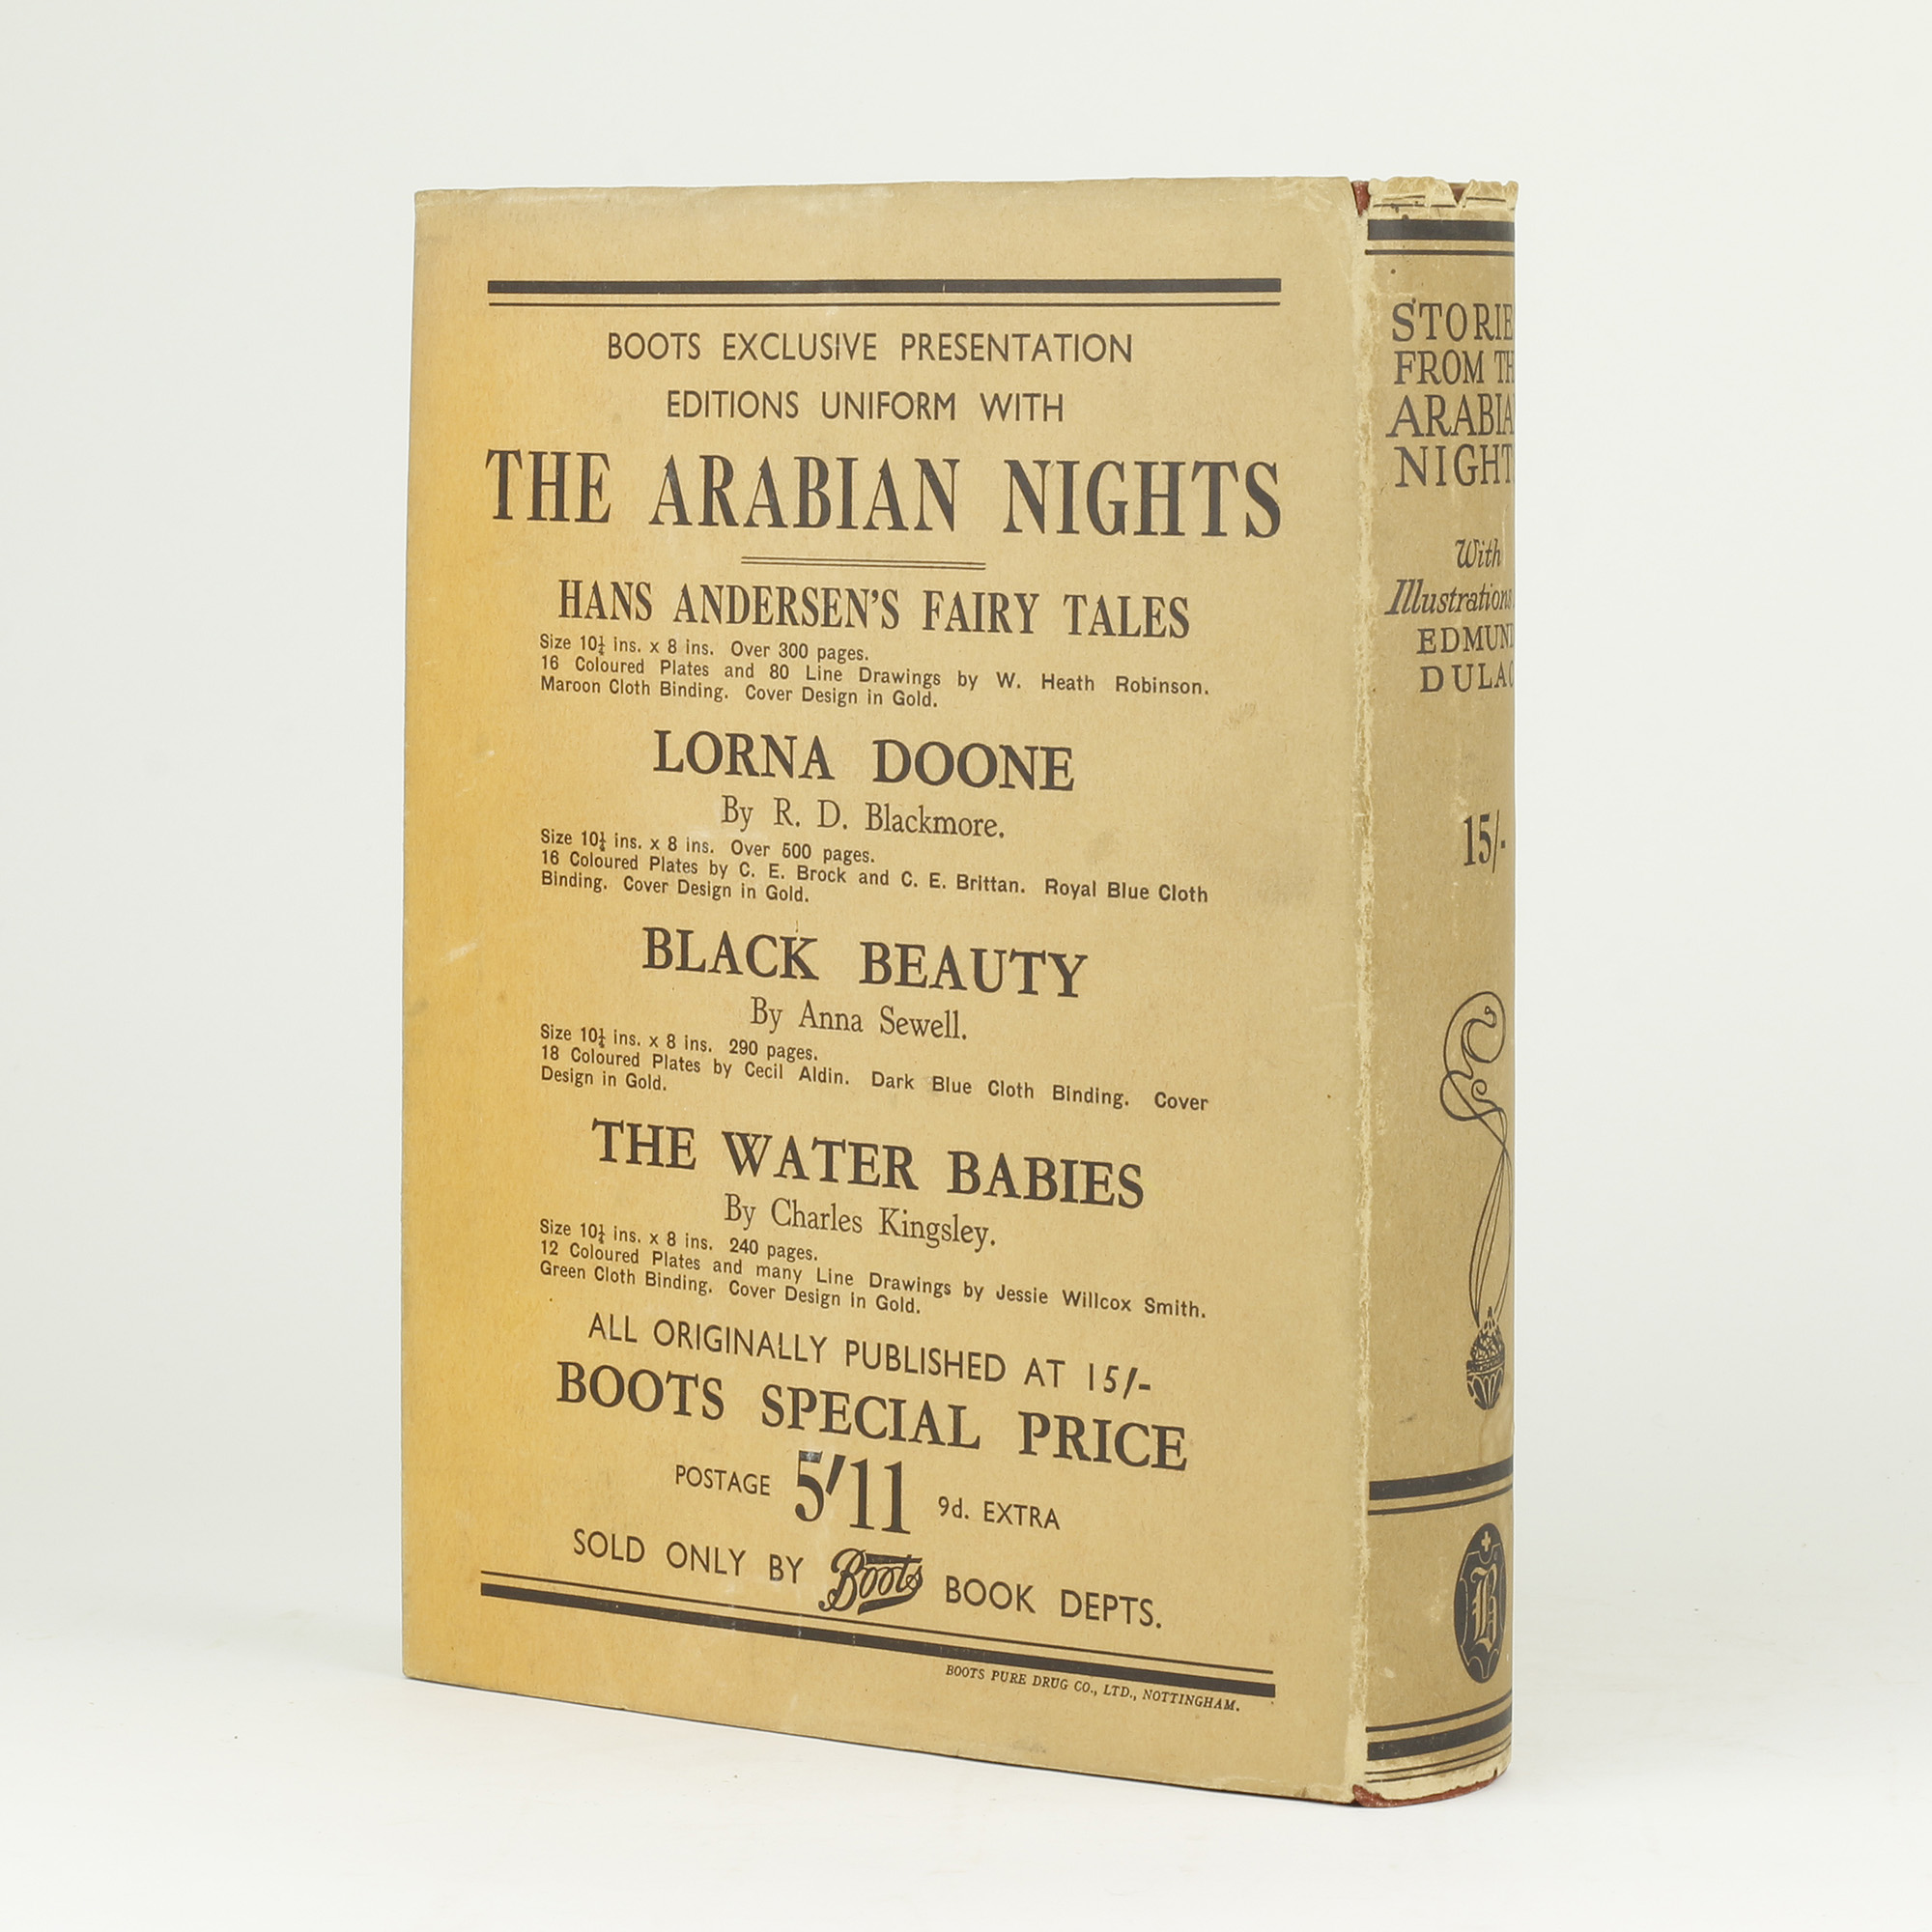 BOOTS EXCLUSIVE PRESENTATION
EDITIONS UNIFORM WITH
THE ARABIAN NIGHTS
HANS ANDERSEN'S FAIRY TALES
Size 10¼ ins. x 8 ins. Over 300 pages.
16 Coloured Plates and 80 Line Drawings by W. Heath Robinson.
Maroon Cloth Binding. Cover Design in Gold.
LORNA DOONE
By R. D. Blackmore.
Size 10¼ ins. x 8 ins. Over 500 pages.
16 Coloured Plates by C. E. Brock and C. E. Brittan. Royal Blue Cloth
Binding. Cover Design in Gold.
BLACK BEAUTY
By Anna Sewell.
Size 10¼ ins. x 8 ins. 290 pages.
18 Coloured Plates by Cecil Aldin. Dark Blue Cloth Binding. Cover
Design in Gold.
THE WATER BABIES
By Charles Kingsley.
Size 10¼ ins. x 8 ins. 240 pages.
12 Coloured Plates and many Line Drawings by Jessie Willcox Smith.
Green Cloth Binding. Cover Design in Gold.
ALL ORIGINALLY PUBLISHED AT 15/-
BOOTS SPECIAL PRICE
POSTAGE 5'11 9d. EXTRA
SOLD ONLY BY Boots BOOK DEPTS.
BOOTS PURE DRUG CO., LTD., NOTTINGHAM.
STORIE
FROM TH
ARABIA
NIGHT
With
Illustrations
EDMUND
DULAC
15/-